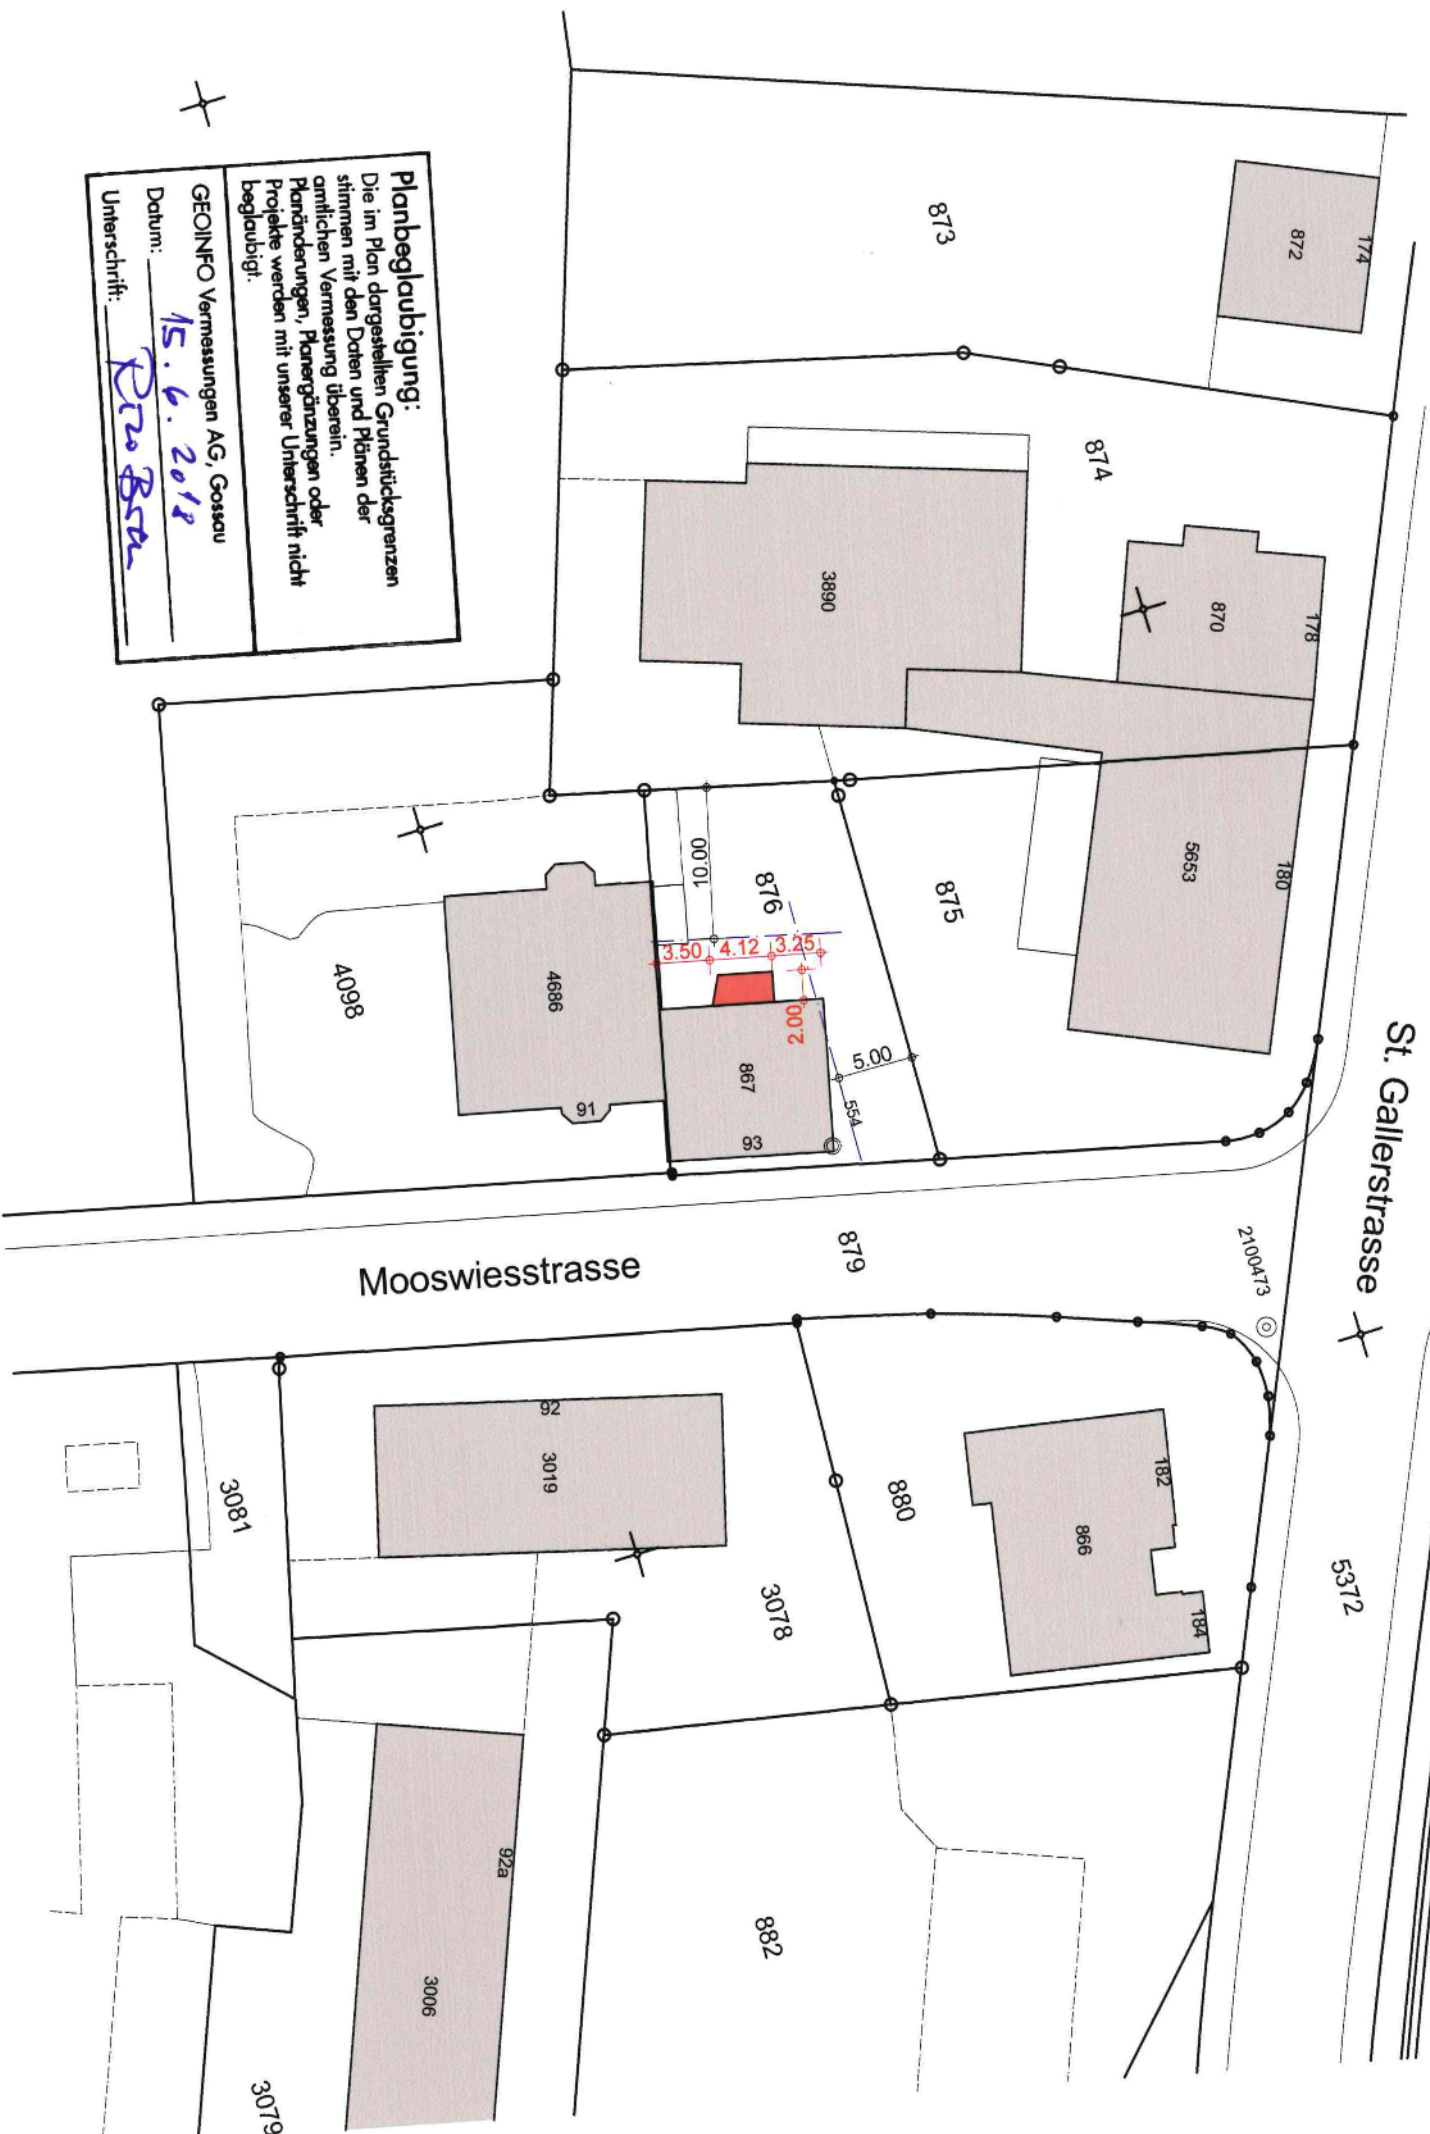 St. Gallerstrasse
Mooswiesstrasse
174
872
873
874
178
870
3890
180
5653
875
876
10.00
3.50
4.12
3.25
2.00
5.00
554
867
93
4686
91
4098
879
2100473
5372
182
866
184
880
92
3019
3078
3081
92a
3006
882
3079
Planbeglaubigung:
Die im Plan dargestellten Grundstücksgrenzen
stimmen mit den Daten und Plänen der
amtlichen Vermessung überein.
Planänderungen, Planergänzungen oder
Projekte werden mit unserer Unterschrift nicht
beglaubigt.
GEOINFO Vermessungen AG, Gossau
Datum: 15. 6. 2018
Unterschrift: